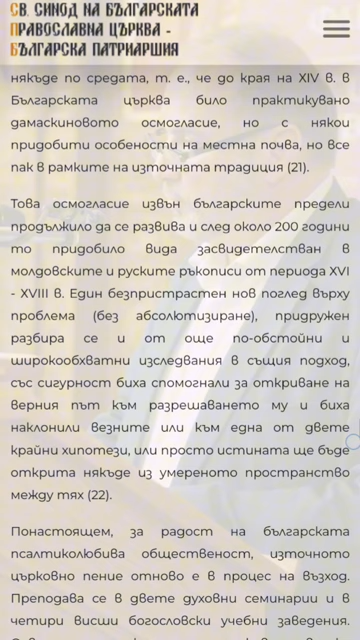 СВ. СИНОД НА БЪЛГАРСКАТА
ПРАВОСЛАВНА ЦЪРКВА -
БЪЛГАРСКА ПАТРИАРШИЯ
някъде по средата, т. е., че до края на XIV в. в
Българската църква било практикувано
дамаскиновото осмогласие, но с някои
придобити особености на местна почва, но все
пак в рамките на източната традиция (21).
Това осмогласие извън българските предели
продължило да се развива и след около 200 години
то придобило вида засвидетелстван в
молдовските и руските ръкописи от периода XVI
- XVIII в. Един безпристрастен нов поглед върху
проблема (без абсолютизиране), придружен
разбира се и от още по-обстойни и
широкообхватни изследвания в същия подход,
със сигурност биха спомогнали за откриване на
верния път към разрешаването му и биха
наклонили везните или към една от двете
крайни хипотези, или просто истината ще бъде
открита някъде из умереното пространство
между тях (22).
Понастоящем, за радост на българската
псалтиколюбива общественост, източното
църковно пение отново е в процес на възход.
Преподава се в двете духовни семинарии и в
четири висши богословски учебни заведения.